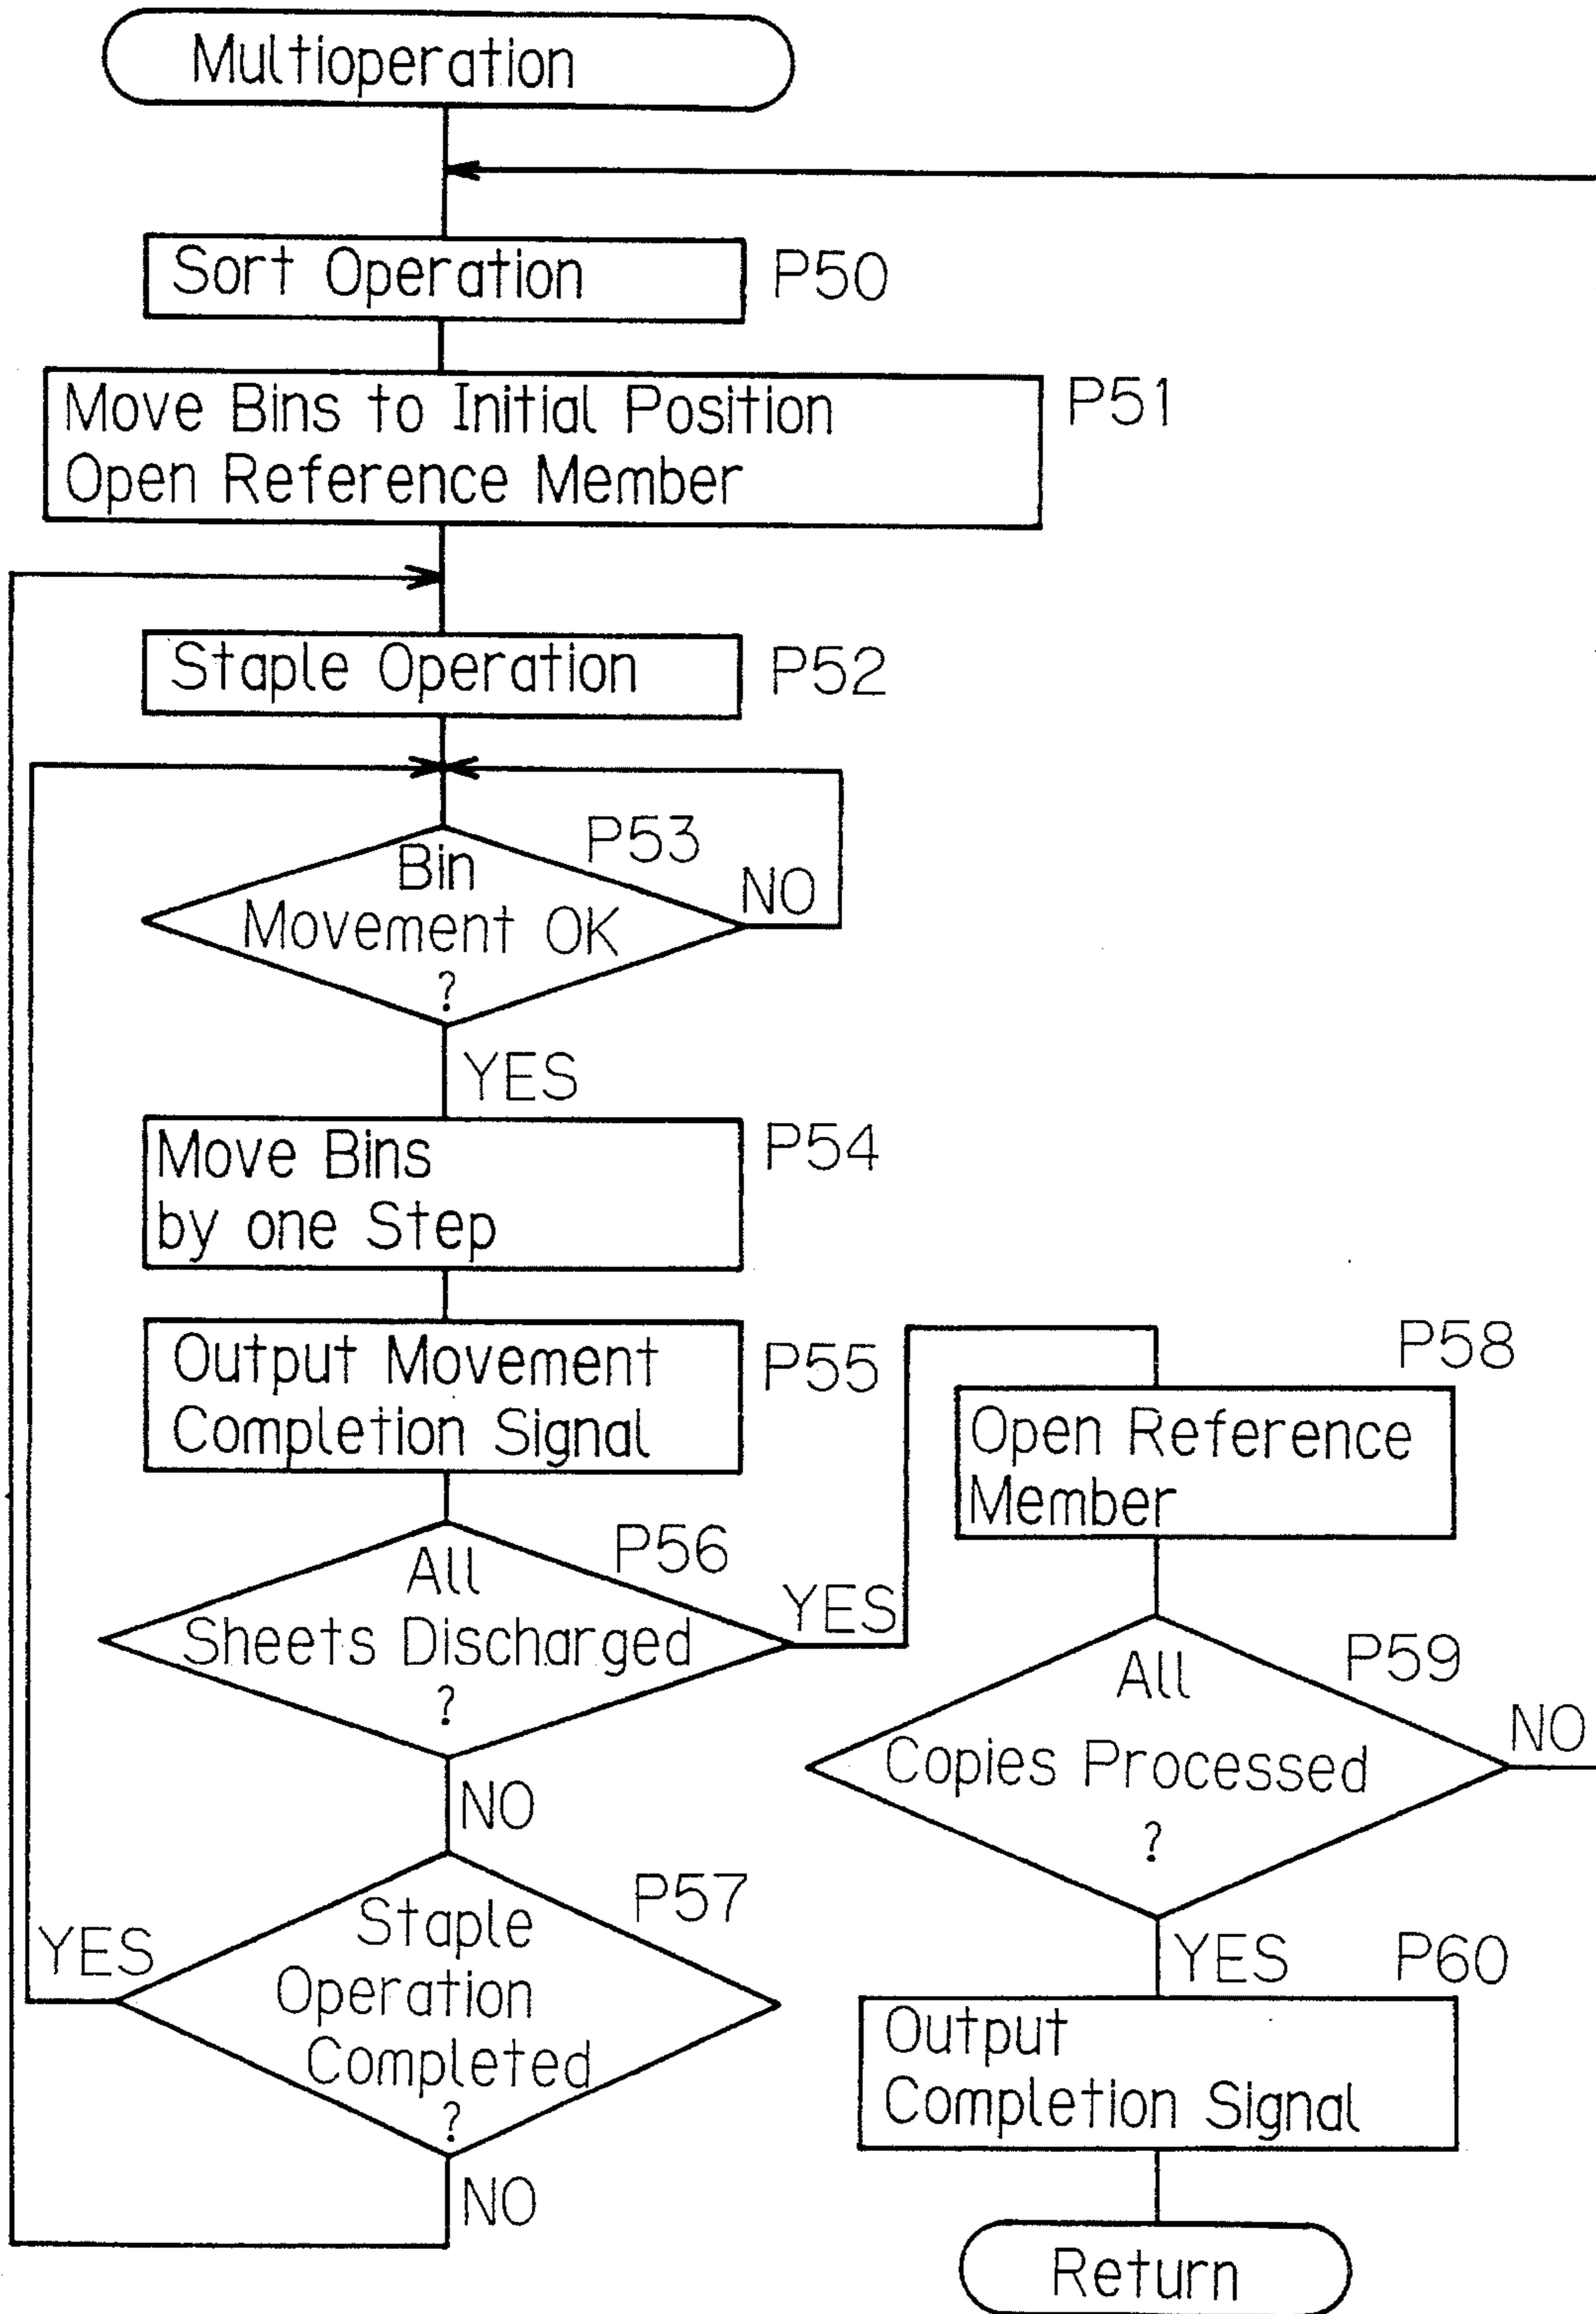 Multioperation
Sort Operation
P50
Move Bins to Initial Position
Open Reference Member
P51
Staple Operation
P52
P53
Bin
Movement OK
?
NO
YES
Move Bins
by one Step
P54
Output Movement
Completion Signal
P55
P56
All
Sheets Discharged
?
YES
NO
P57
Staple
Operation
Completed
?
YES
NO
P58
Open Reference
Member
P59
All
Copies Processed
?
NO
YES
P60
Output
Completion Signal
Return